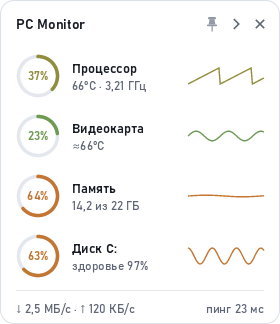 PC Monitor
37%
Процессор
66°C · 3,21 ГГц
23%
Видеокарта
≈66°C
64%
Память
14,2 из 22 ГБ
63%
Диск C:
здоровье 97%
↓ 2,5 МБ/с · ↑ 120 КБ/с
пинг 23 мс